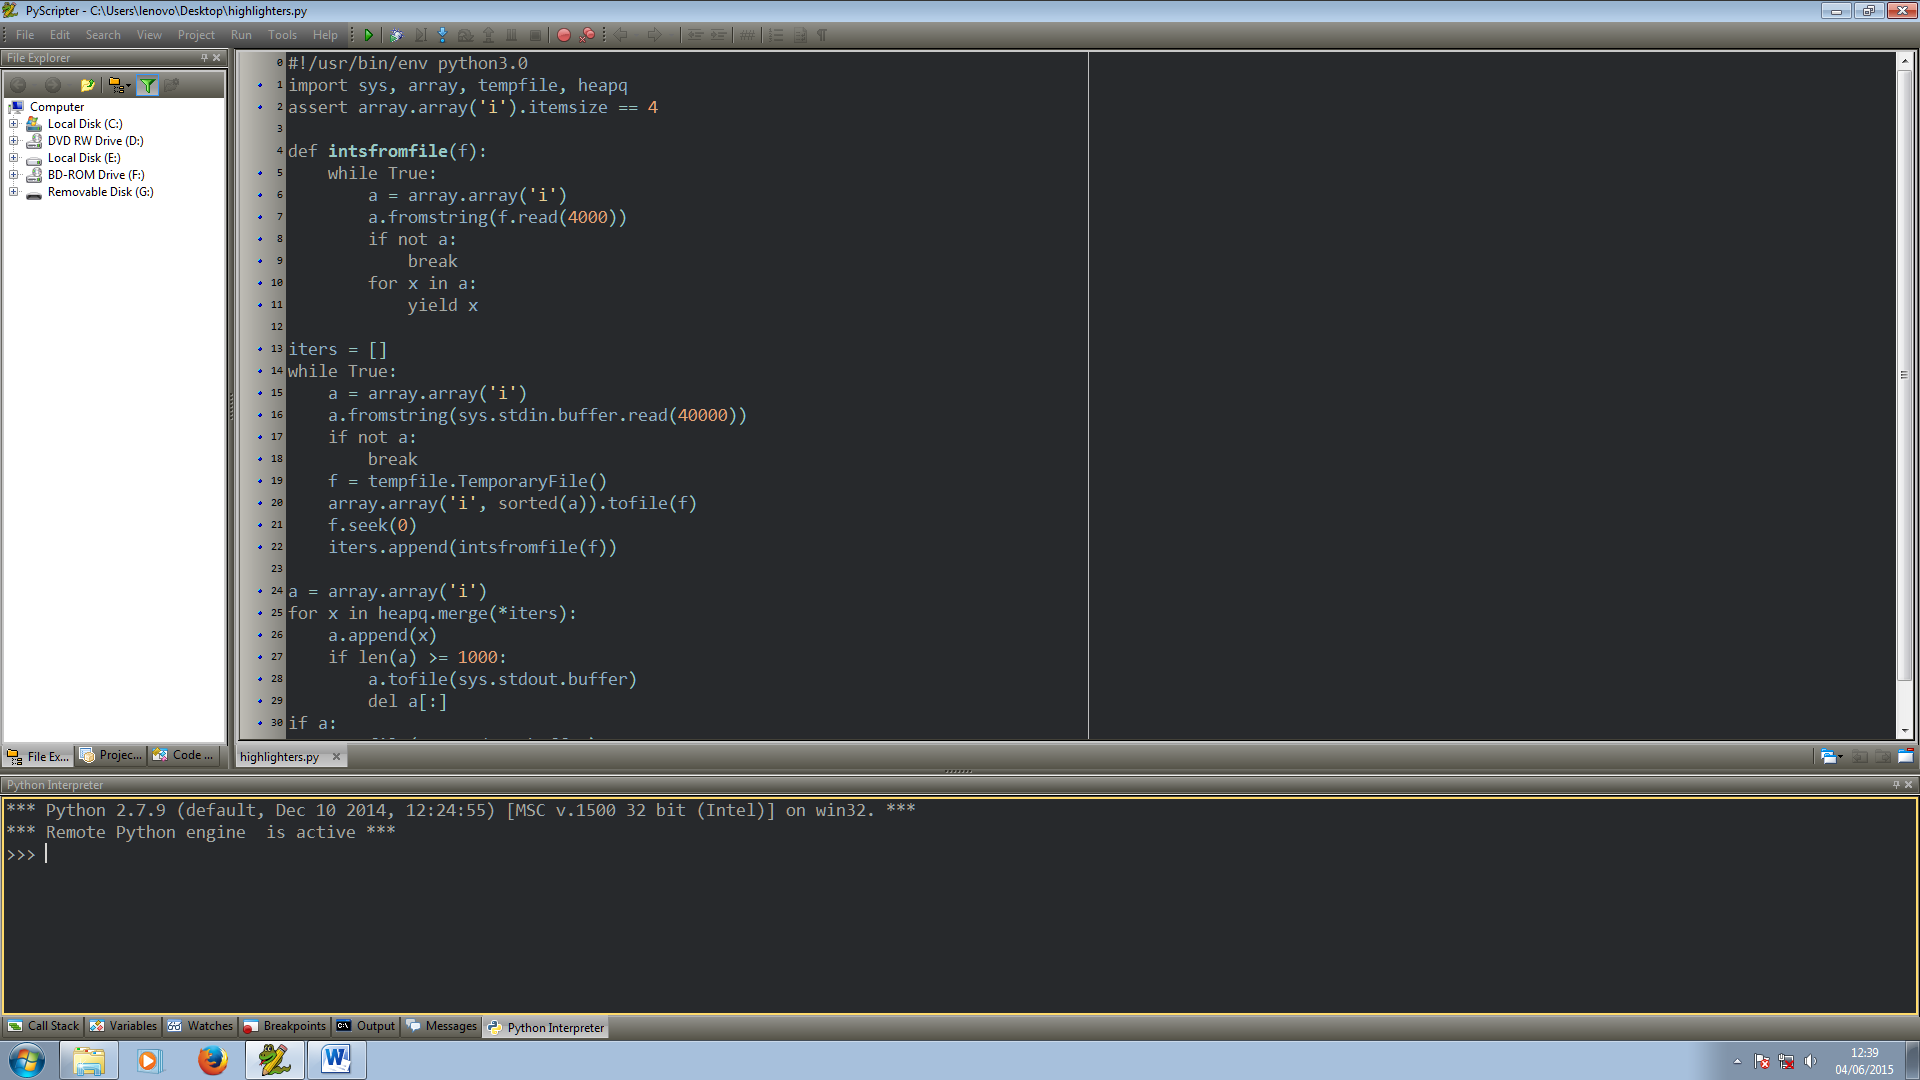 PyScripter - C:\Users\lenovo\Desktop\highlighters.py
File Edit Search View Project Run Tools Help
File Explorer
Computer
Local Disk (C:)
DVD RW Drive (D:)
Local Disk (E:)
BD-ROM Drive (F:)
Removable Disk (G:)
File Ex... Projec... Code ...
0 #!/usr/bin/env python3.0
1 import sys, array, tempfile, heapq
2 assert array.array('i').itemsize == 4
3
4 def intsfromfile(f):
5     while True:
6         a = array.array('i')
7         a.fromstring(f.read(4000))
8         if not a:
9             break
10         for x in a:
11             yield x
12
13 iters = []
14 while True:
15     a = array.array('i')
16     a.fromstring(sys.stdin.buffer.read(40000))
17     if not a:
18         break
19     f = tempfile.TemporaryFile()
20     array.array('i', sorted(a)).tofile(f)
21     f.seek(0)
22     iters.append(intsfromfile(f))
23
24 a = array.array('i')
25 for x in heapq.merge(*iters):
26     a.append(x)
27     if len(a) >= 1000:
28         a.tofile(sys.stdout.buffer)
29         del a[:]
30 if a:
highlighters.py
Python Interpreter
*** Python 2.7.9 (default, Dec 10 2014, 12:24:55) [MSC v.1500 32 bit (Intel)] on win32. ***
*** Remote Python engine  is active ***
>>>
Call Stack Variables Watches Breakpoints Output Messages Python Interpreter
12:39
04/06/2015